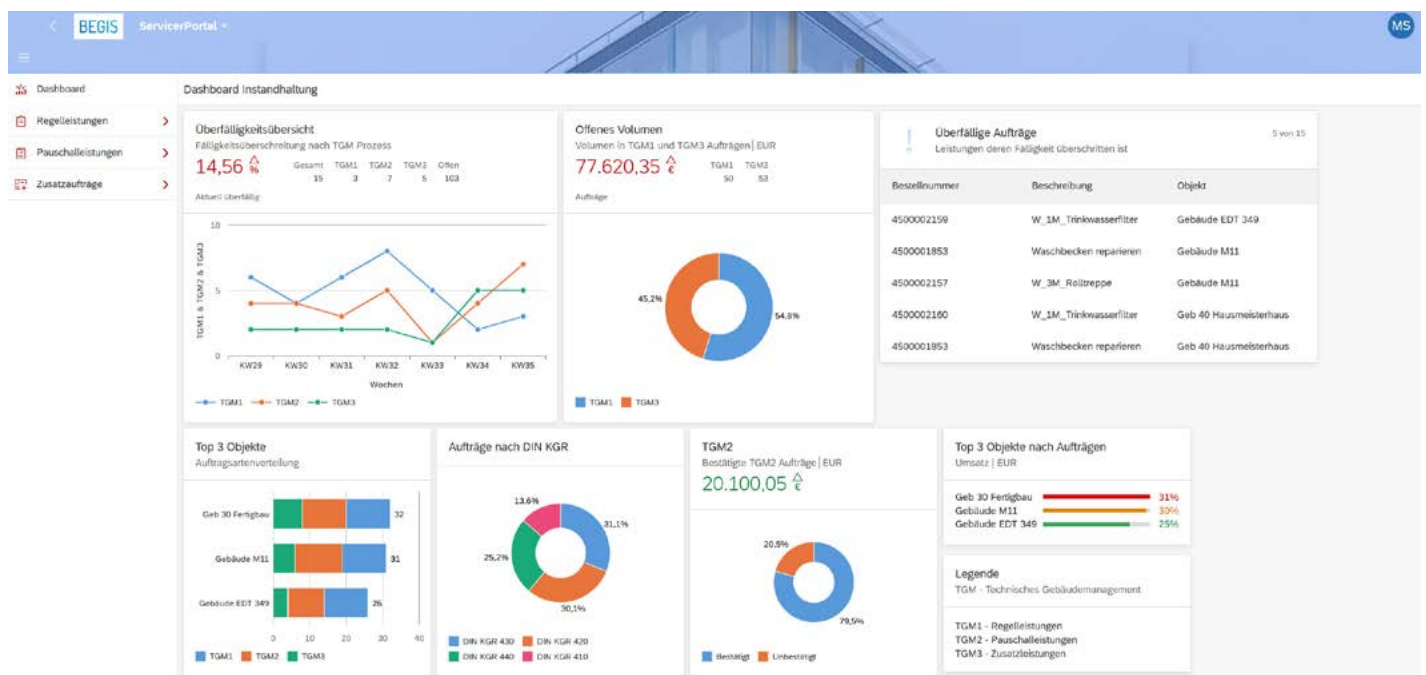 BEGIS ServicerPortal
MS
Dashboard
Regelleistungen
Pauschalleistungen
Zusatzaufträge
Dashboard Instandhaltung
Überfälligkeitsübersicht
Fälligkeitsüberschreitung nach TGM Prozess
14,56 %
Gesamt TGM1 TGM2 TGM3 Offen
15 3 7 5 103
Aktuell überfällig
TGM1 & TGM2 & TGM3
10
5
0
KW29 KW30 KW31 KW32 KW33 KW34 KW35
Wochen
TGM1 TGM2 TGM3
Offenes Volumen
Volumen in TGM1 und TGM3 Aufträgen | EUR
77.620,35 €
TGM1 TGM3
50 53
Aufträge
45,2%
54,8%
TGM1 TGM3
Überfällige Aufträge
5 von 15
Leistungen deren Fälligkeit überschritten ist
Bestellnummer Beschreibung Objekt
4500002159 W_1M_Trinkwasserfilter Gebäude EDT 349
4500001853 Waschbecken reparieren Gebäude M11
4500002157 W_3M_Rolltreppe Gebäude M11
4500002160 W_1M_Trinkwasserfilter Geb 40 Hausmeisterhaus
4500001853 Waschbecken reparieren Geb 40 Hausmeisterhaus
Top 3 Objekte
Auftragsartenverteilung
Geb 30 Fertigbau 32
Gebäude M11 31
Gebäude EDT 349 26
0 10 20 30 40
TGM1 TGM2 TGM3
Aufträge nach DIN KGR
13,6%
31,1%
25,2%
30,1%
DIN KGR 430 DIN KGR 420
DIN KGR 440 DIN KGR 410
TGM2
Bestätigte TGM2 Aufträge | EUR
20.100,05 €
20,5%
79,5%
Bestätigt Unbestätigt
Top 3 Objekte nach Aufträgen
Umsatz | EUR
Geb 30 Fertigbau 31%
Gebäude M11 30%
Gebäude EDT 349 25%
Legende
TGM - Technisches Gebäudemanagement
TGM1 - Regelleistungen
TGM2 - Pauschalleistungen
TGM3 - Zusatzleistungen